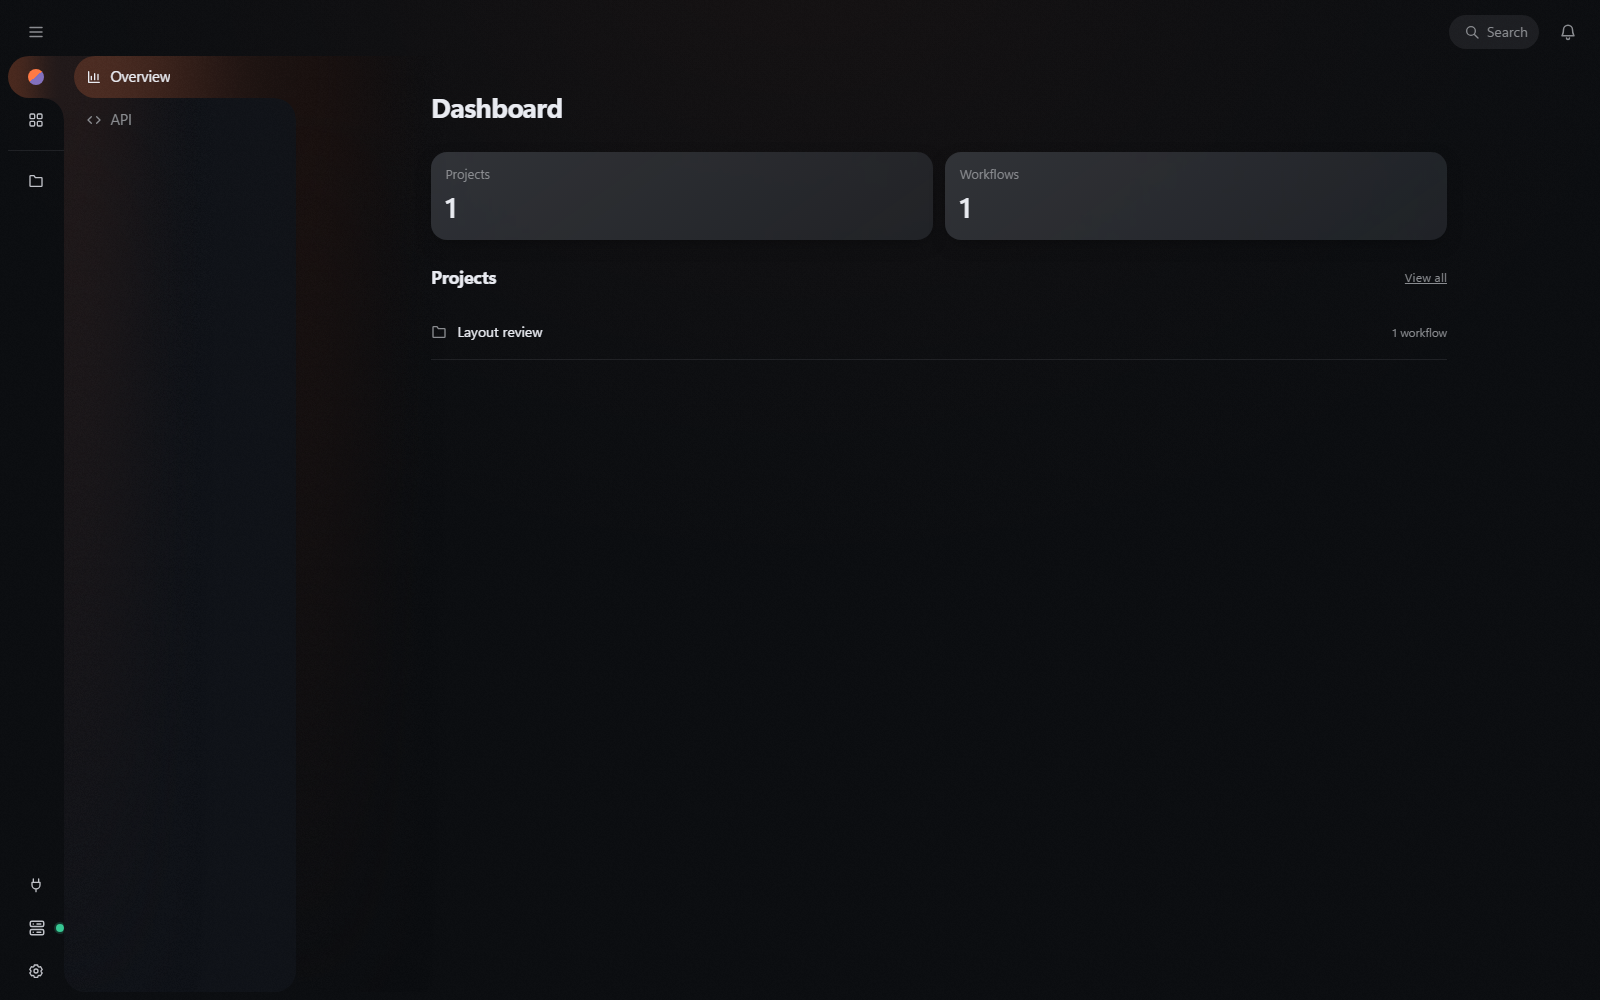 Search
Overview
API
Dashboard
Projects
1
Workflows
1
Projects
View all
Layout review
1 workflow